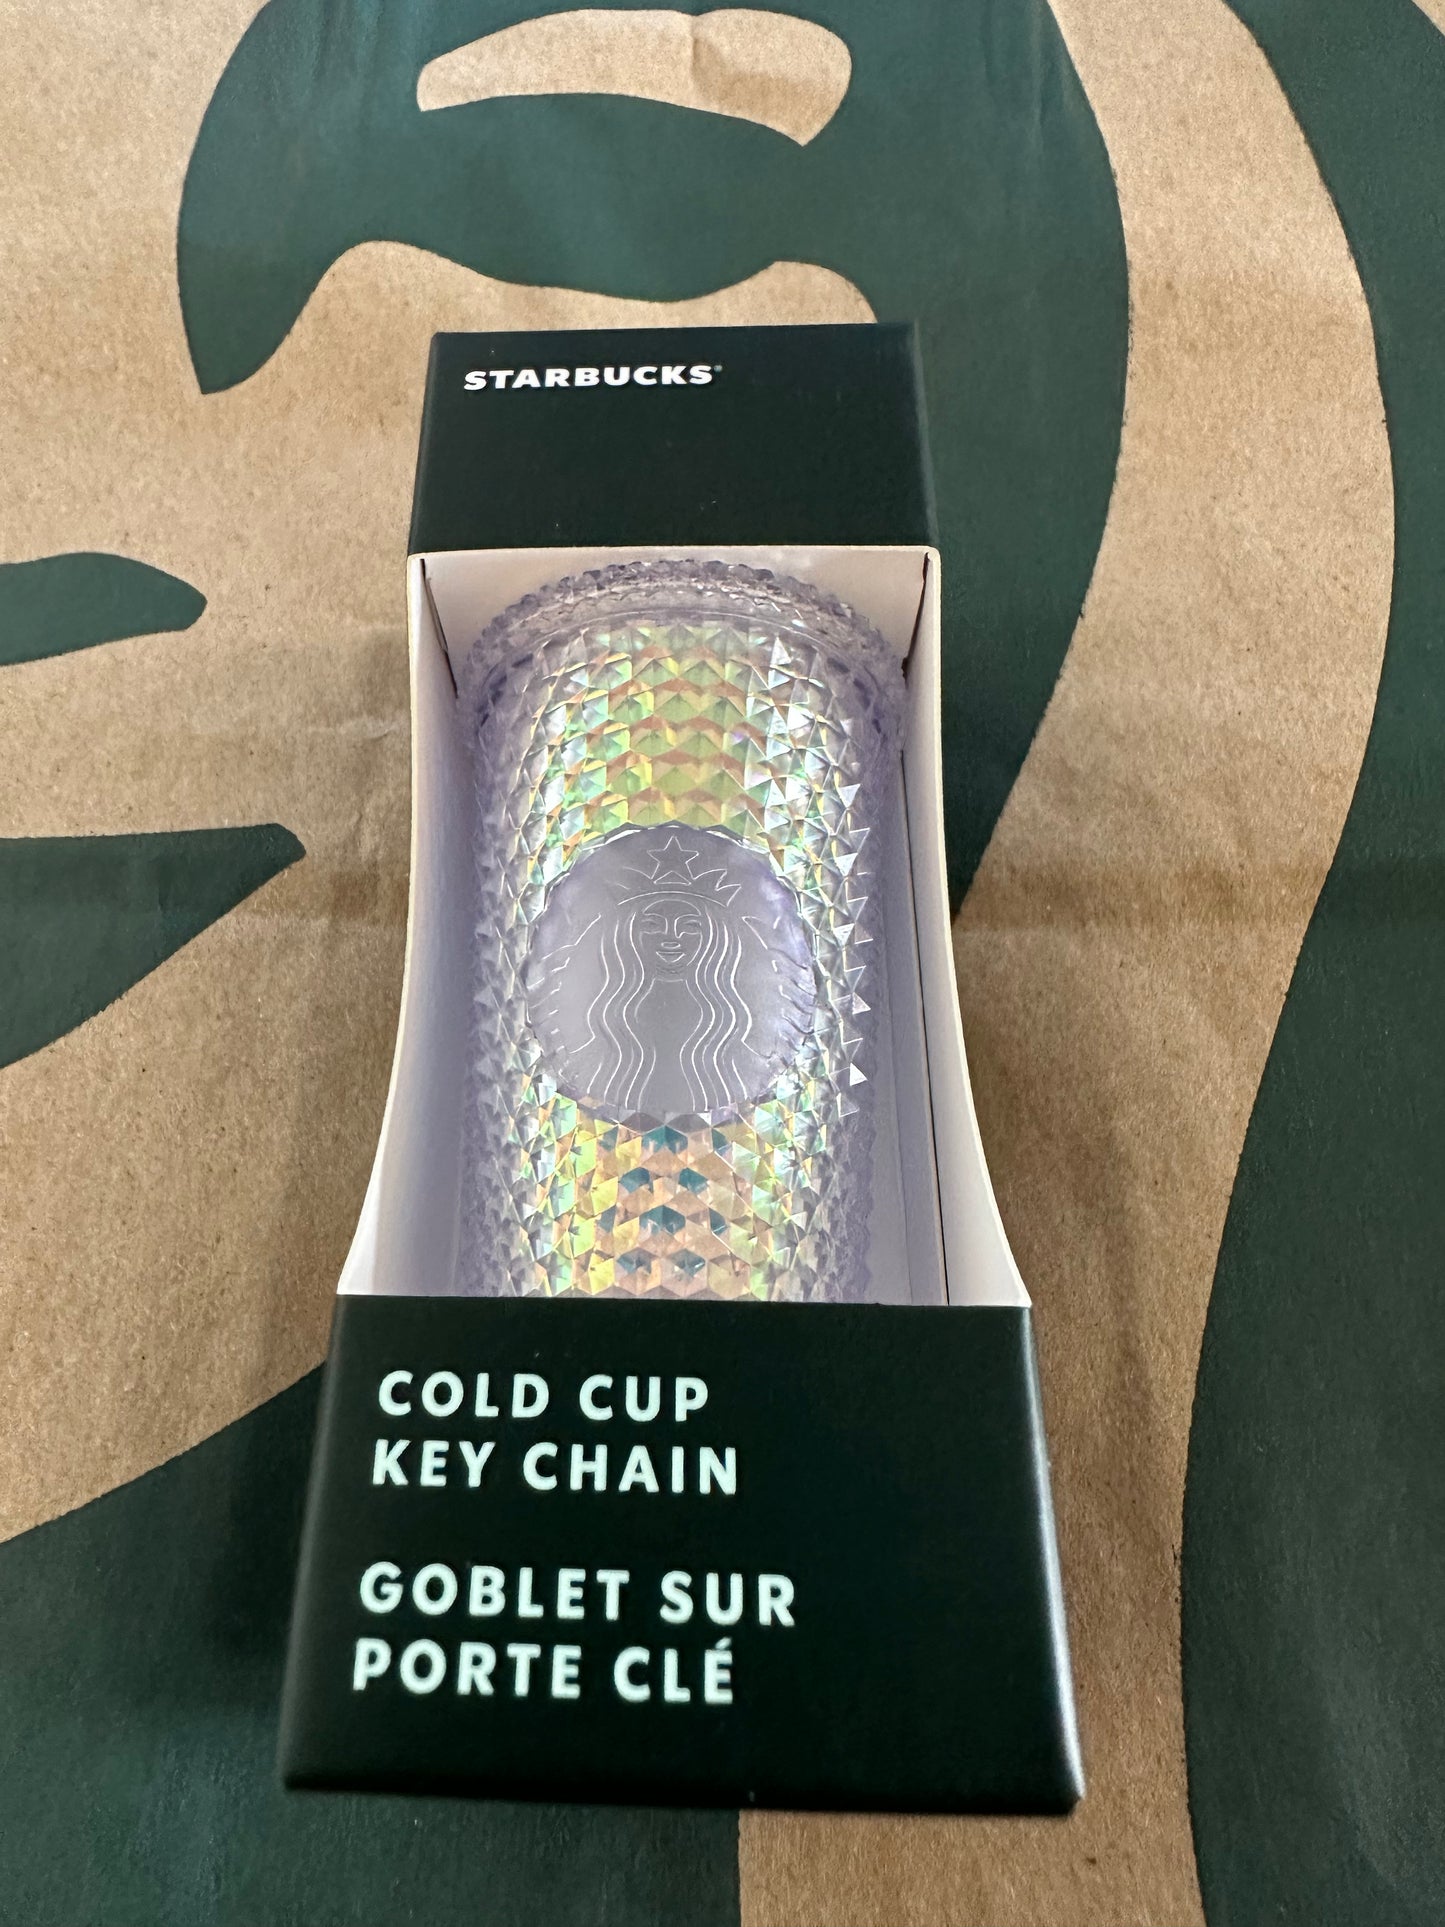 STARBUCKS®
COLD CUP
KEY CHAIN
GOBLET SUR
PORTE CLÉ